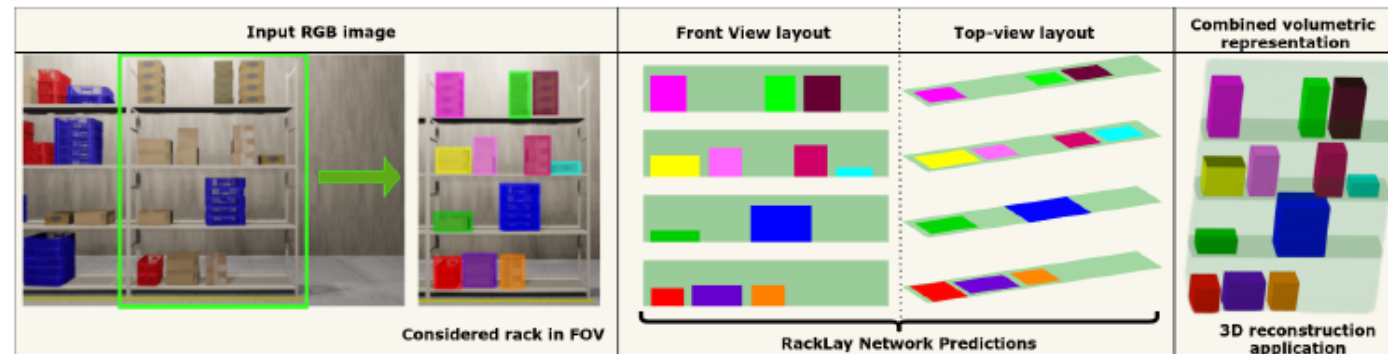 Input RGB image
Front View layout
Top-view layout
Combined volumetric
representation
Considered rack in FOV
RackLay Network Predictions
3D reconstruction
application